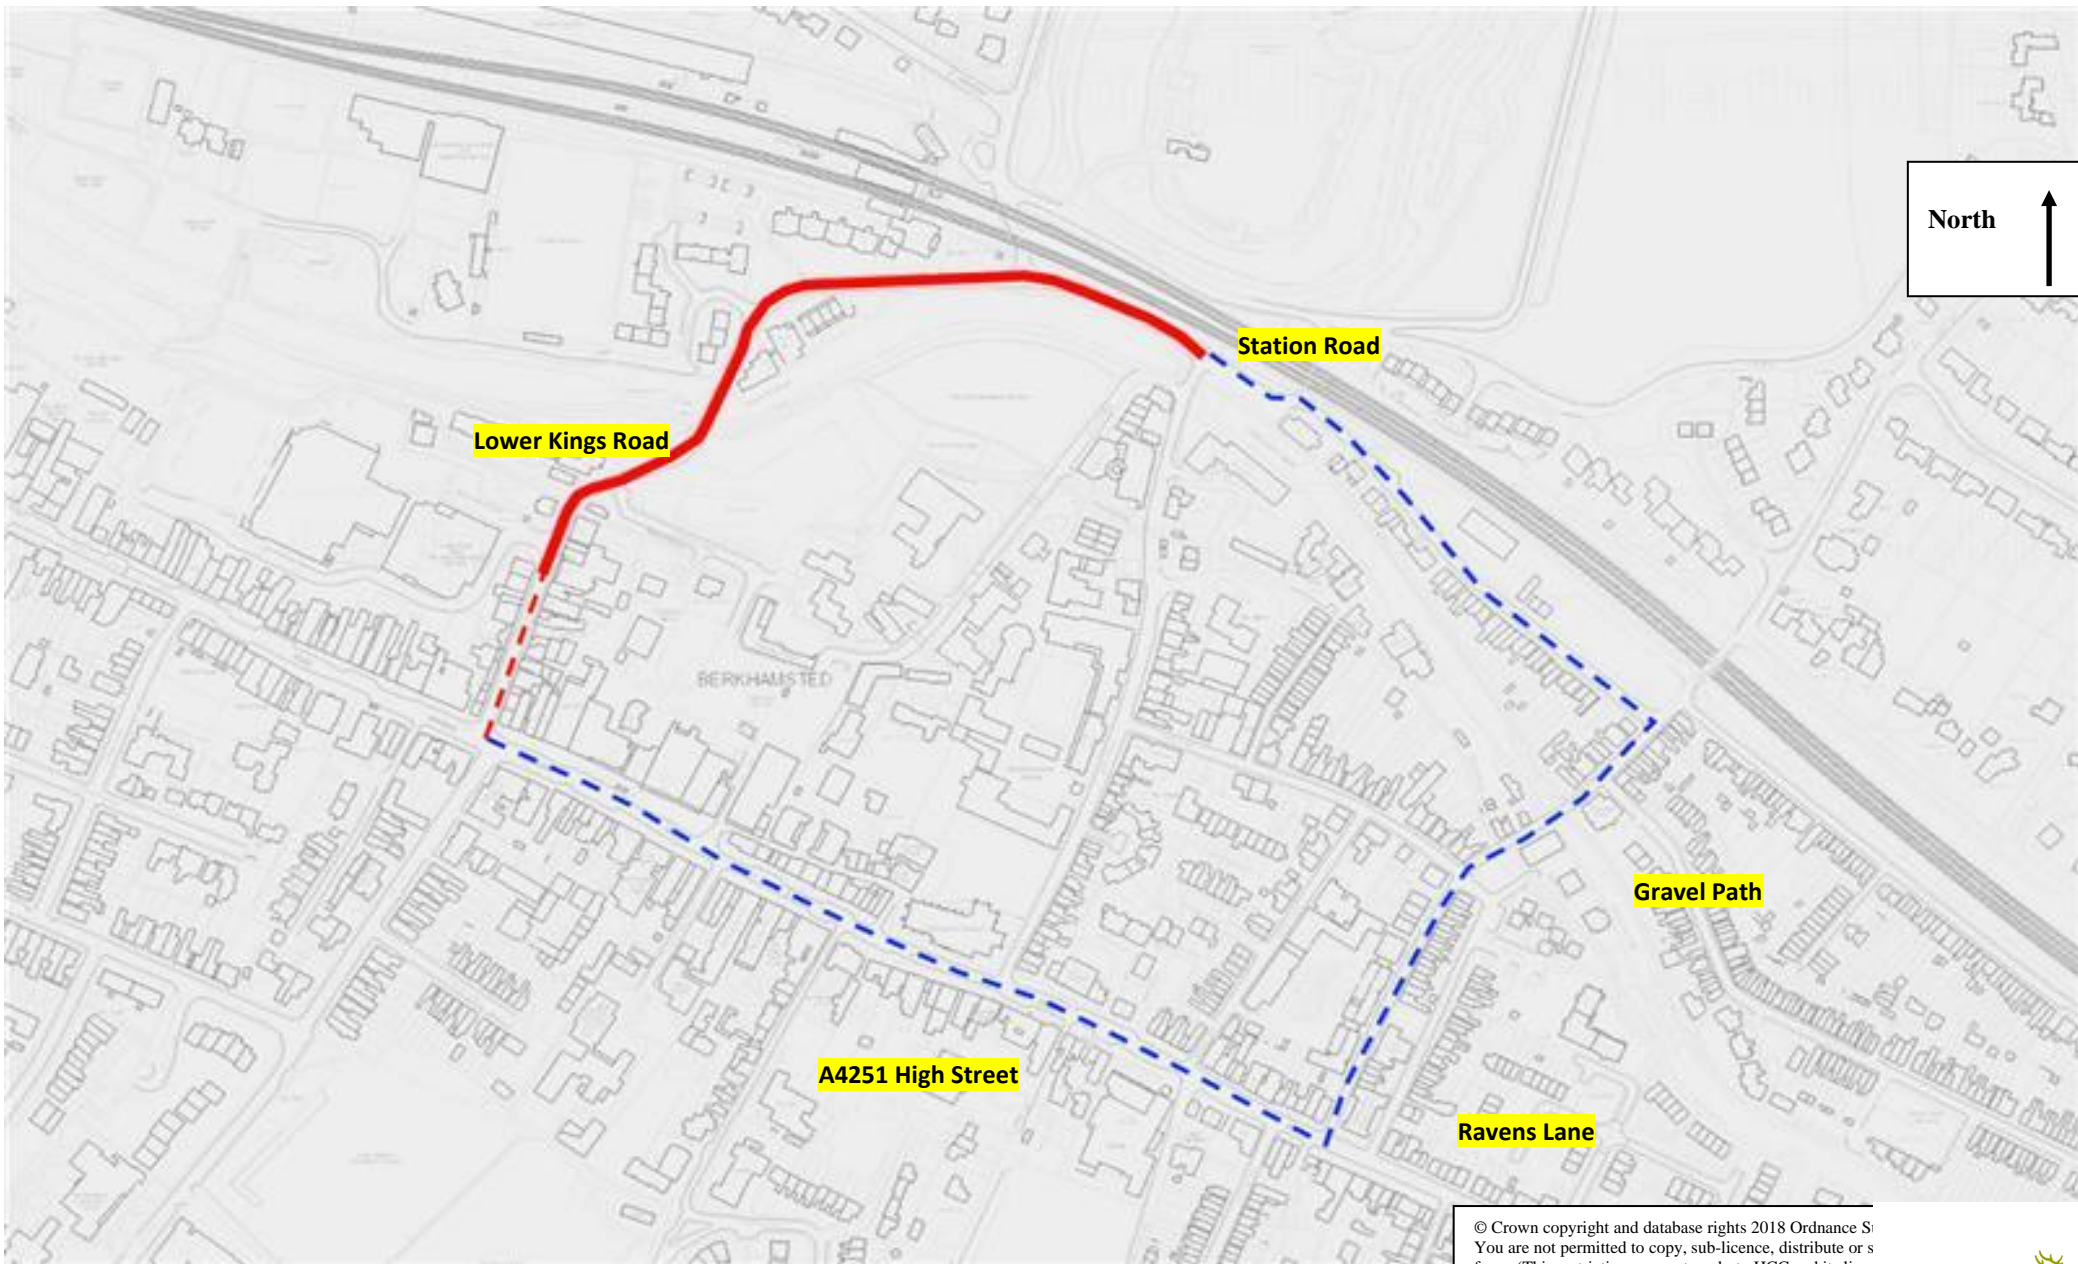 North
Station Road
Lower Kings Road
BERKHAMSTED
Gravel Path
A4251 High Street
Ravens Lane
© Crown copyright and database rights 2018 Ordnance
You are not permitted to copy, sub-licence, distribute or